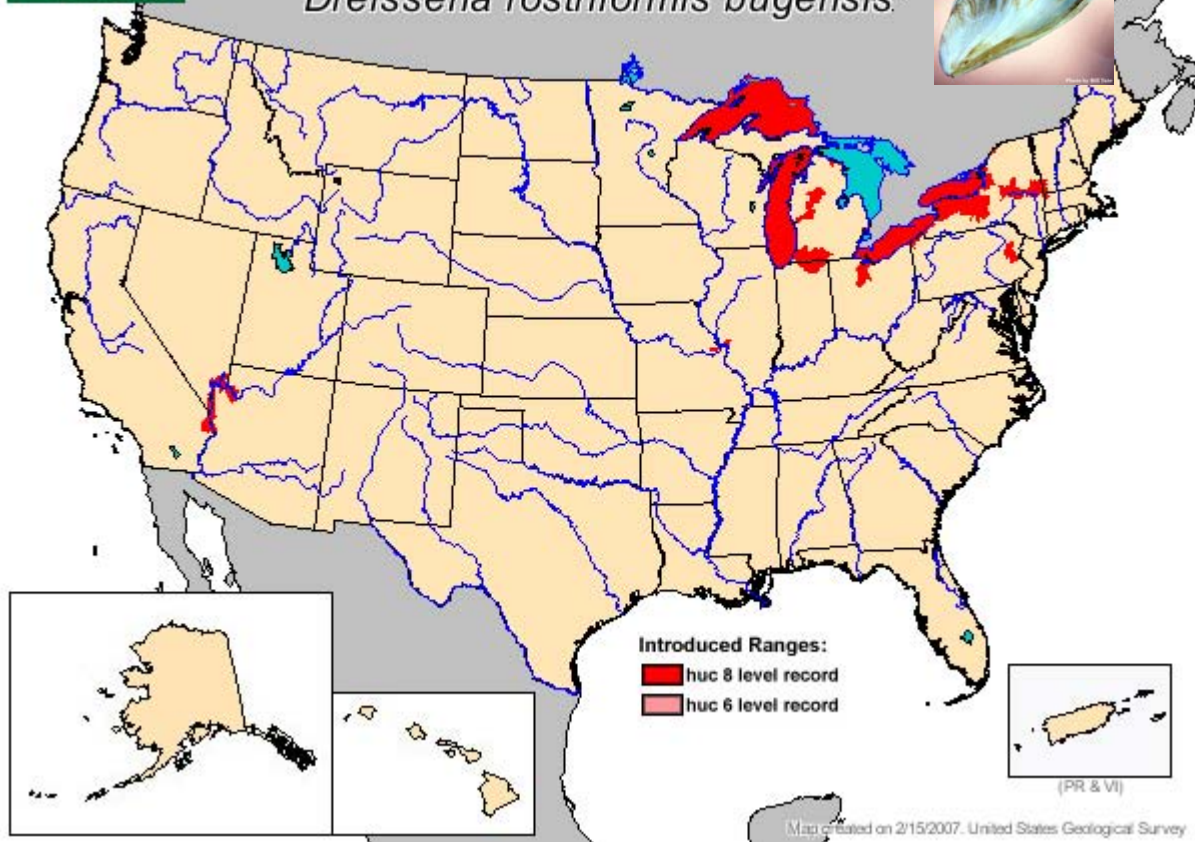 Dreissena rostriformis bugensis.
Introduced Ranges:
huc 8 level record
huc 6 level record
(PR & VI)
Map created on 2/15/2007. United States Geological Survey